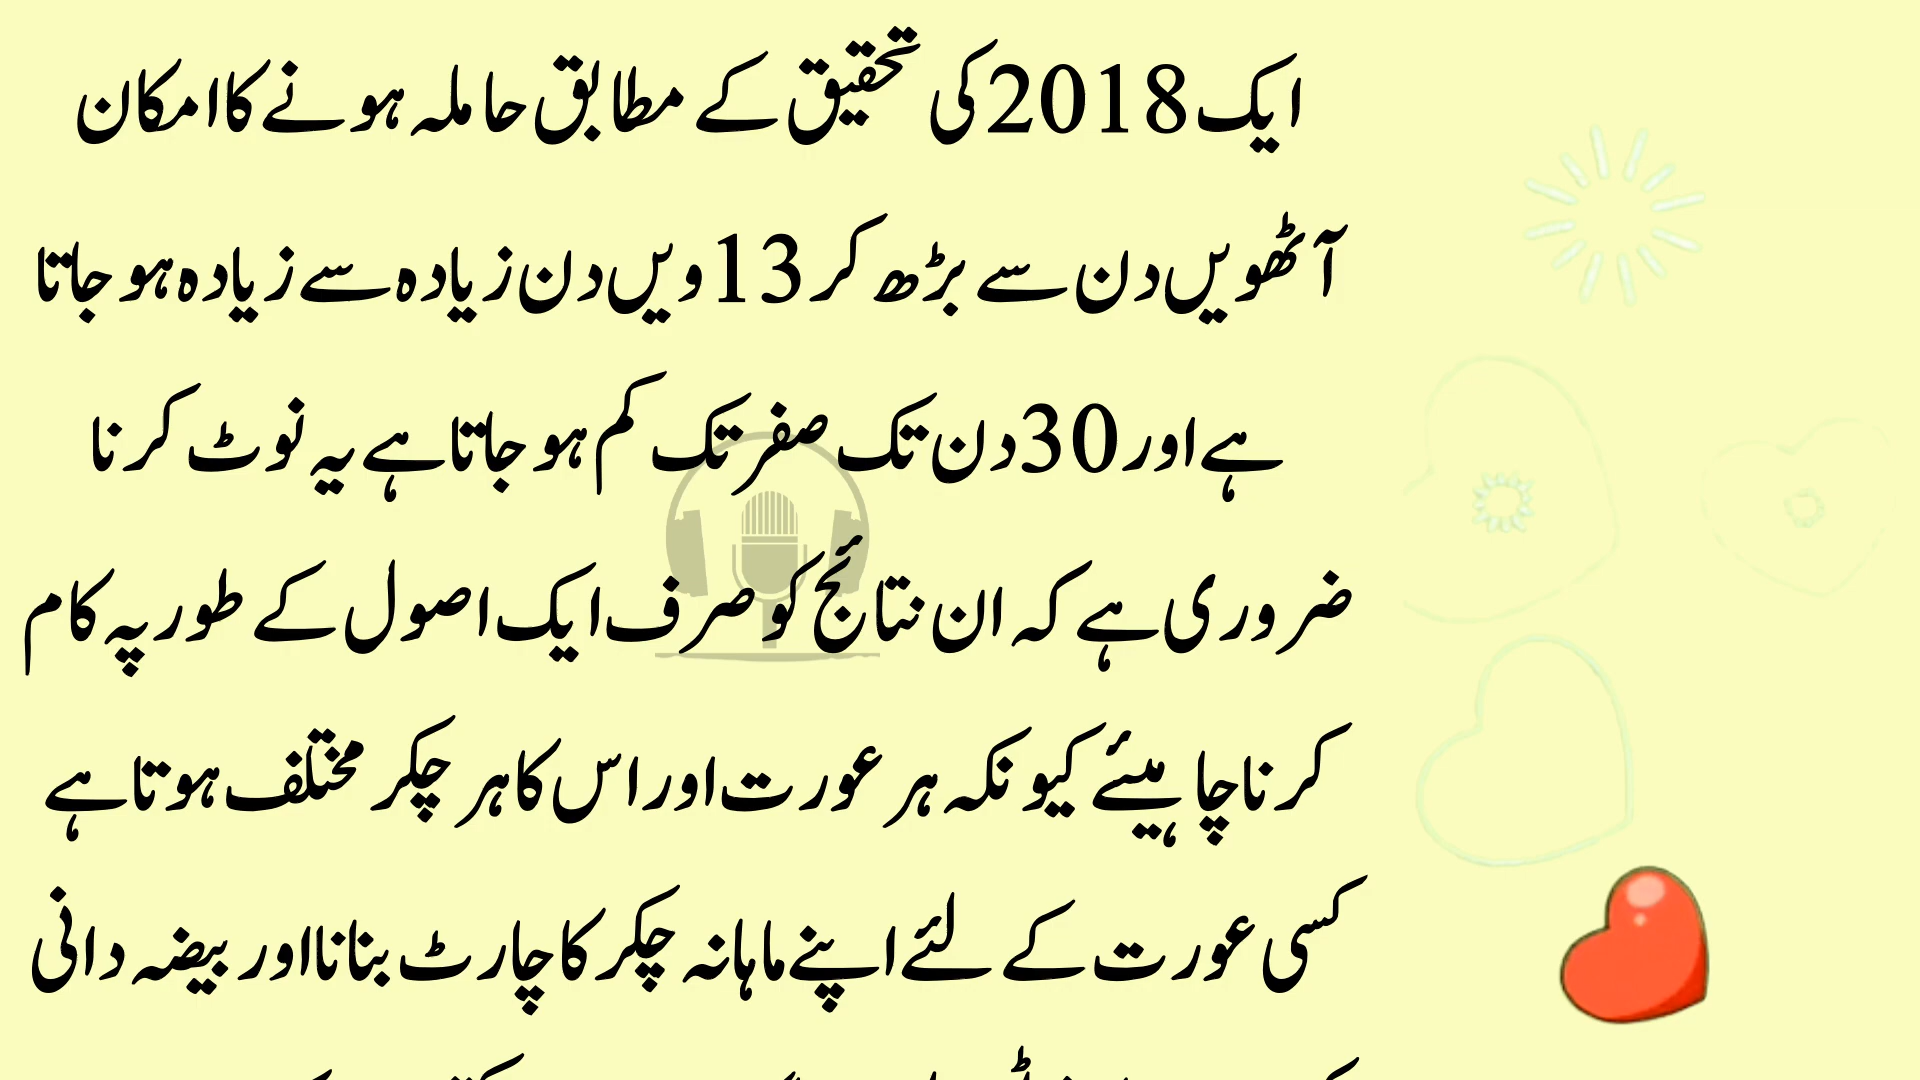 ایک 2018 کی تحقیق کے مطابق حاملہ ہونے کا امکان
آٹھویں دن سے بڑھ کر 13 ویں دن زیادہ سے زیادہ ہو جاتا
ہے اور 30 دن تک صفر تک کم ہو جاتا ہے یہ نوٹ کرنا
ضروری ہے کہ ان نتائج کو صرف ایک اصول کے طور پہ کام
کرنا چاہیئے کیونکہ ہر عورت اور اس کا ہر چکر مختلف ہوتا ہے
کسی عورت کے لئے اپنے ماہانہ چکر کا چارٹ بنانا اور بیضہ دانی